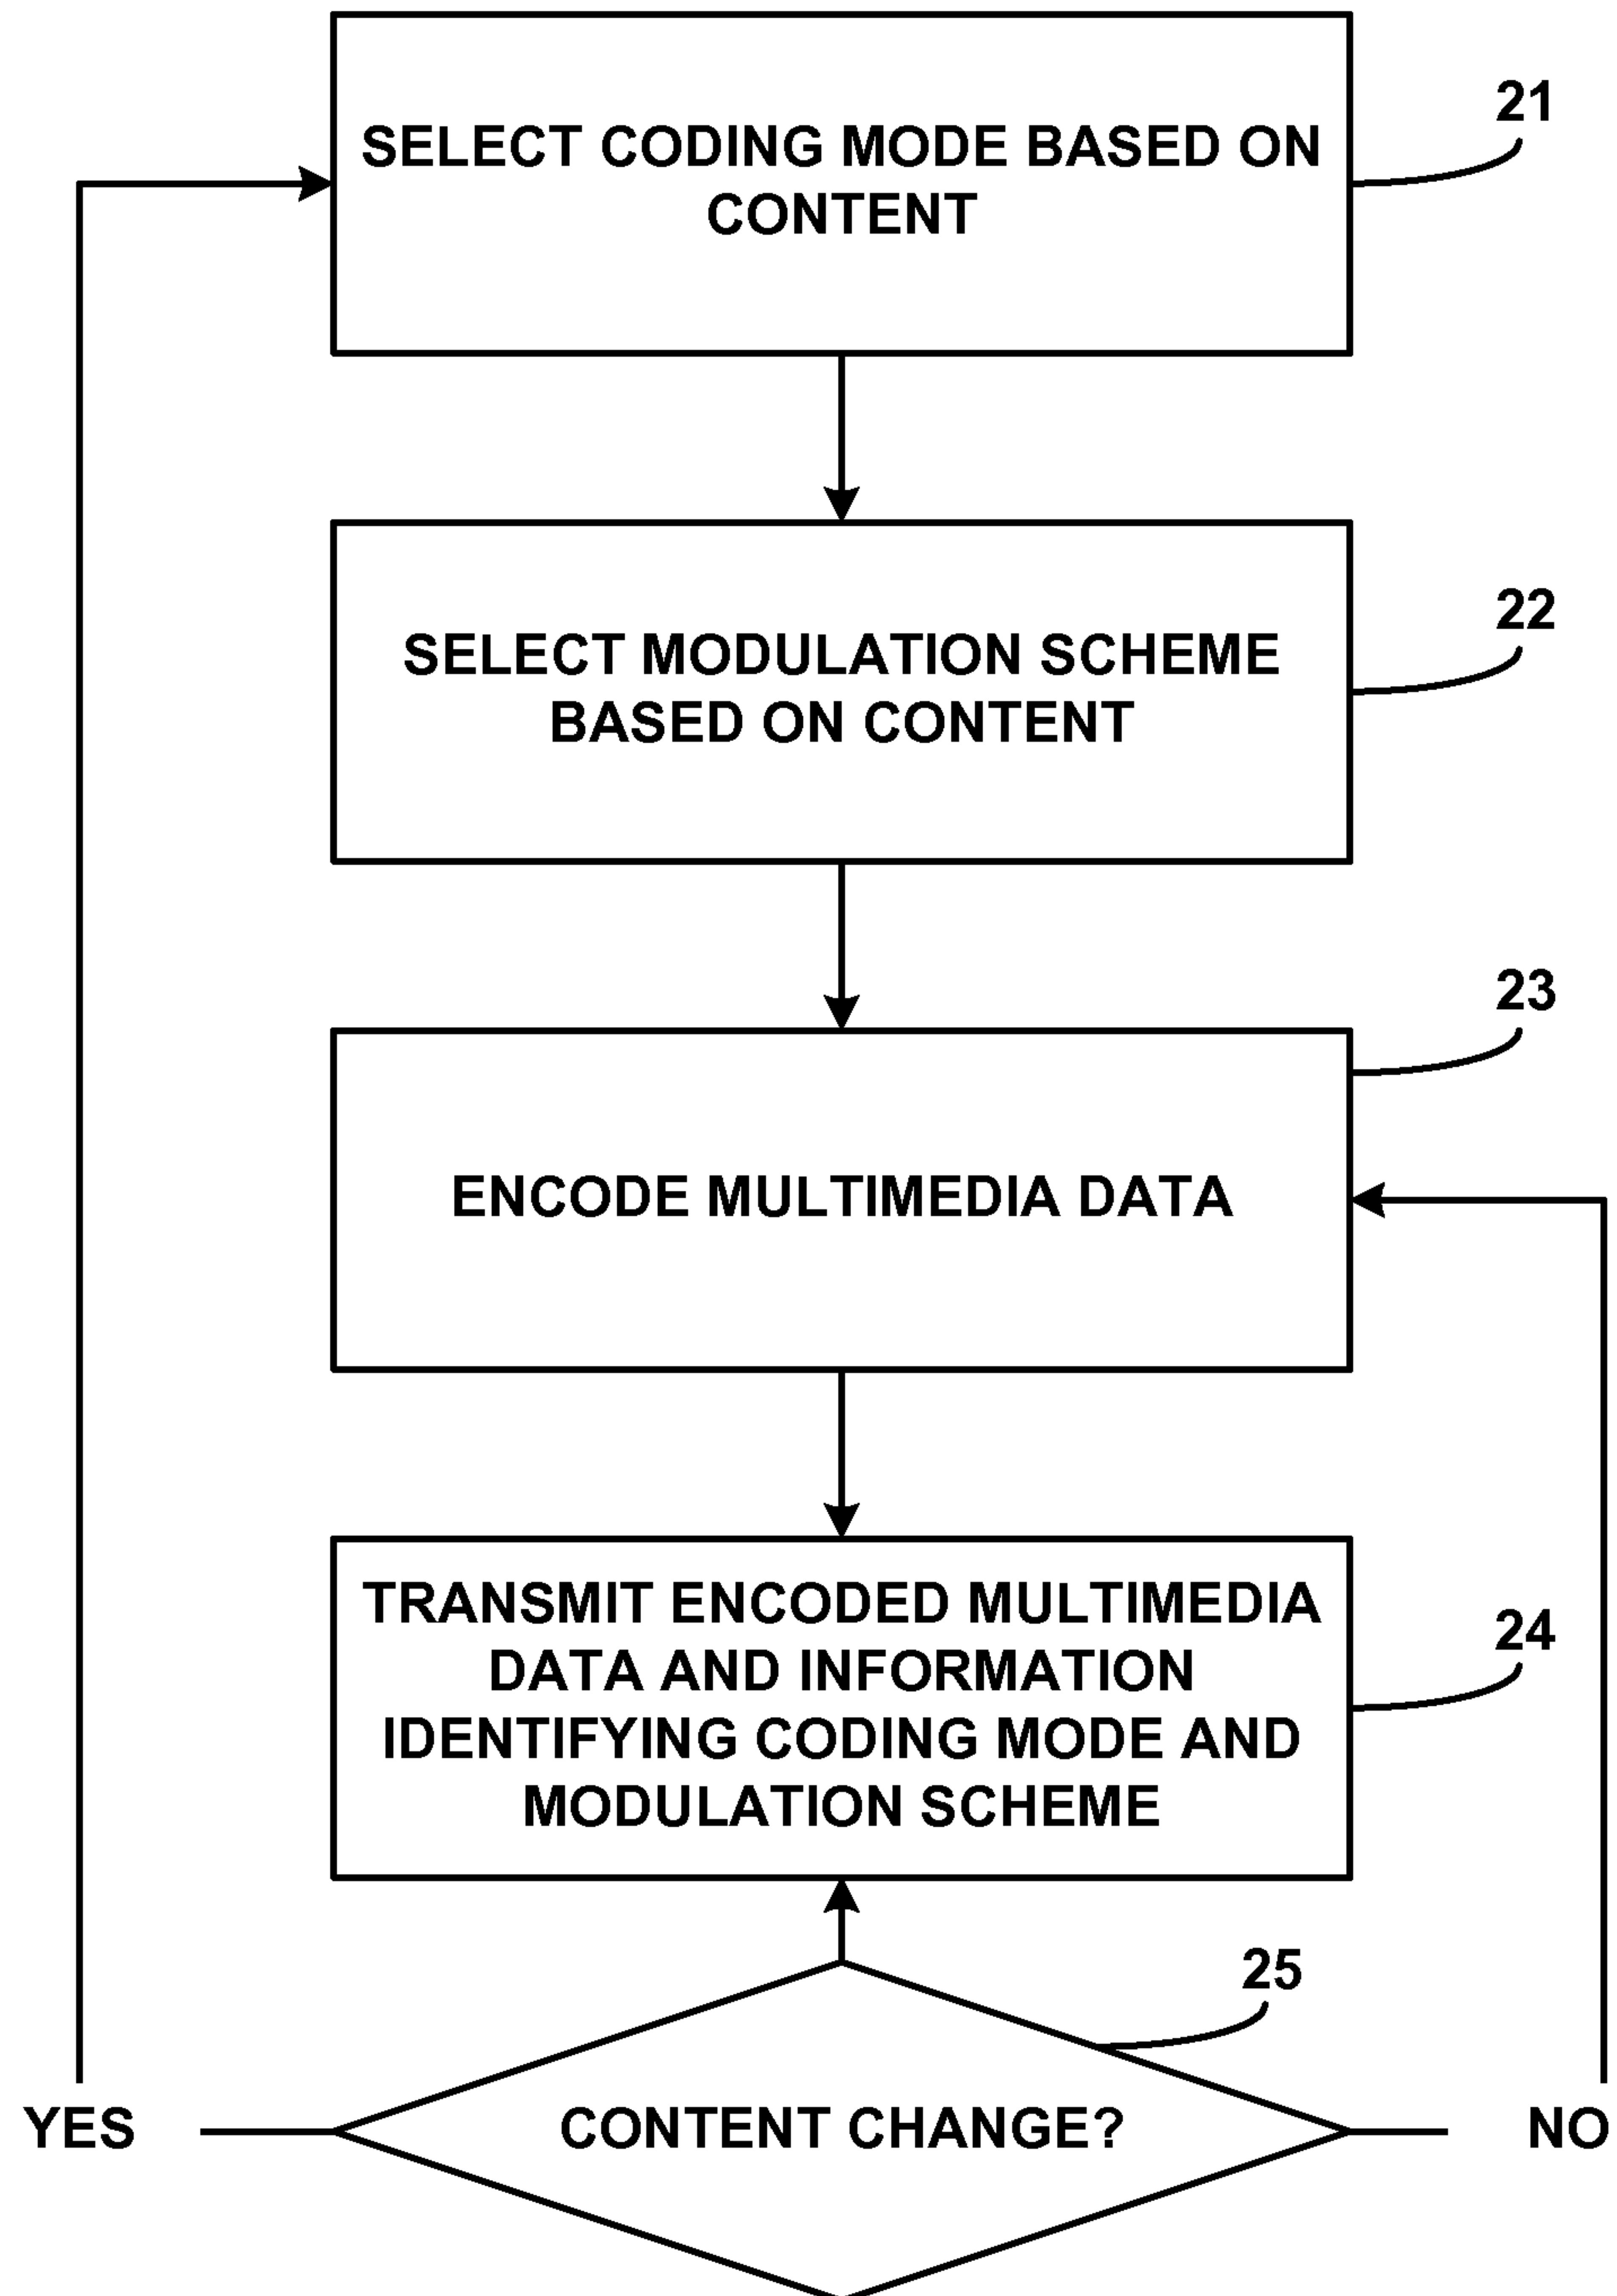 21
SELECT CODING MODE BASED ON
CONTENT
22
SELECT MODULATION SCHEME
BASED ON CONTENT
23
ENCODE MULTIMEDIA DATA
TRANSMIT ENCODED MULTIMEDIA
24
DATA AND INFORMATION
IDENTIFYING CODING MODE AND
MODULATION SCHEME
25
YES
CONTENT CHANGE?
NO